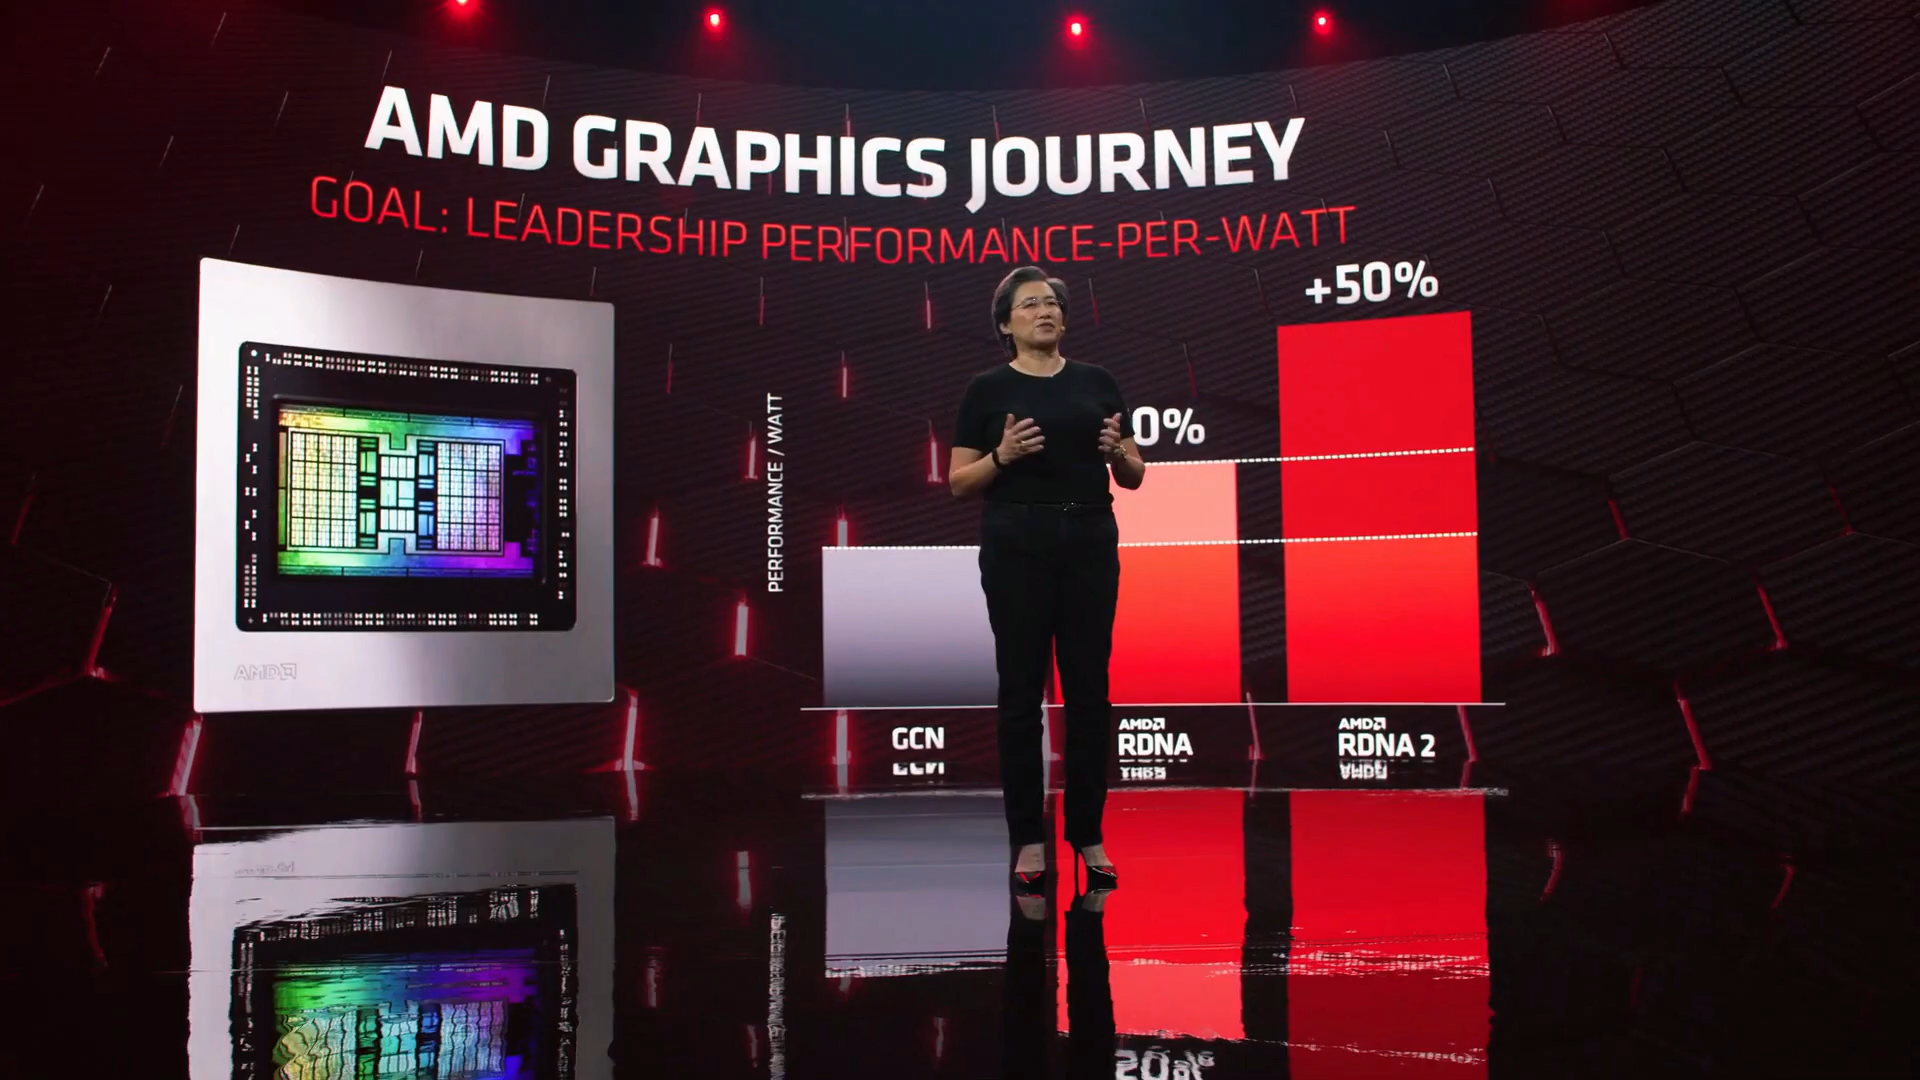 AMD GRAPHICS JOURNEY
GOAL: LEADERSHIP PERFORMANCE-PER-WATT
+50%
0%
PERFORMANCE / WATT
AMD
GCN
AMD
RDNA
AMD
RDNA 2